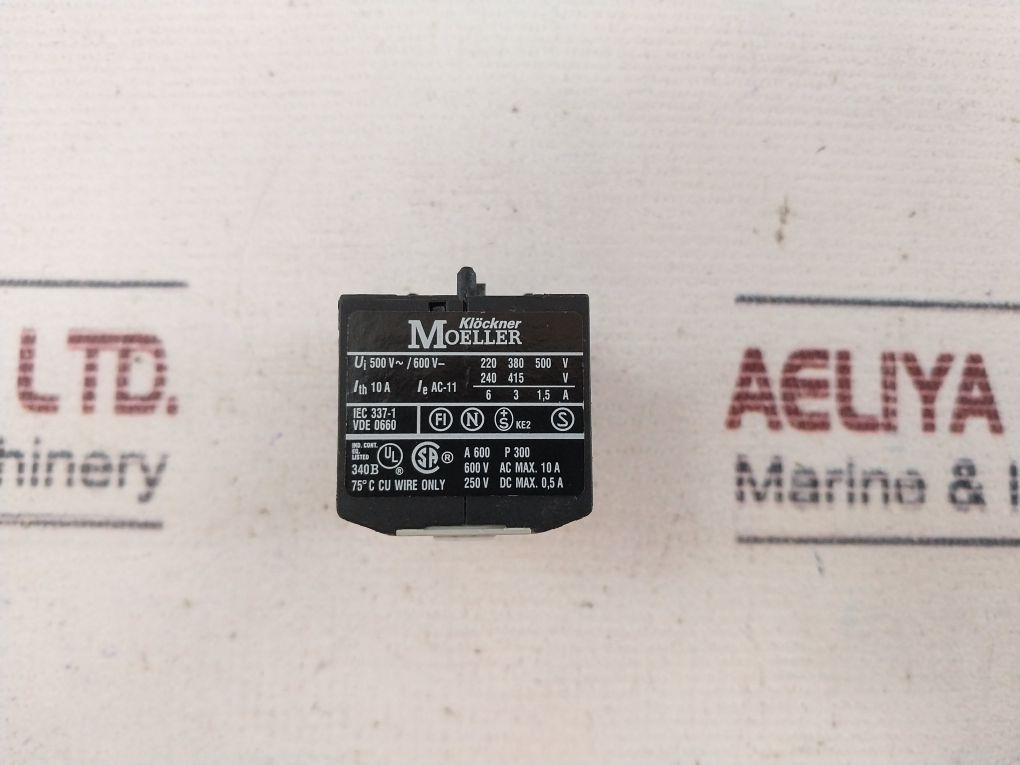 Klöckner
MOELLER
Ui 500 V~ / 600 V– 220 380 500 V
240 415 V
Ith 10 A Ie AC-11 6 3 1,5 A
IEC 337-1
VDE 0660
FI N +S KE2 S
IND. CONT.
EQ.
LISTED
340B UL ® SA ® A 600 P 300
600 V AC MAX. 10 A
75° C CU WIRE ONLY 250 V DC MAX. 0,5 A
LTD.
hinery
AELIYA
Marine &